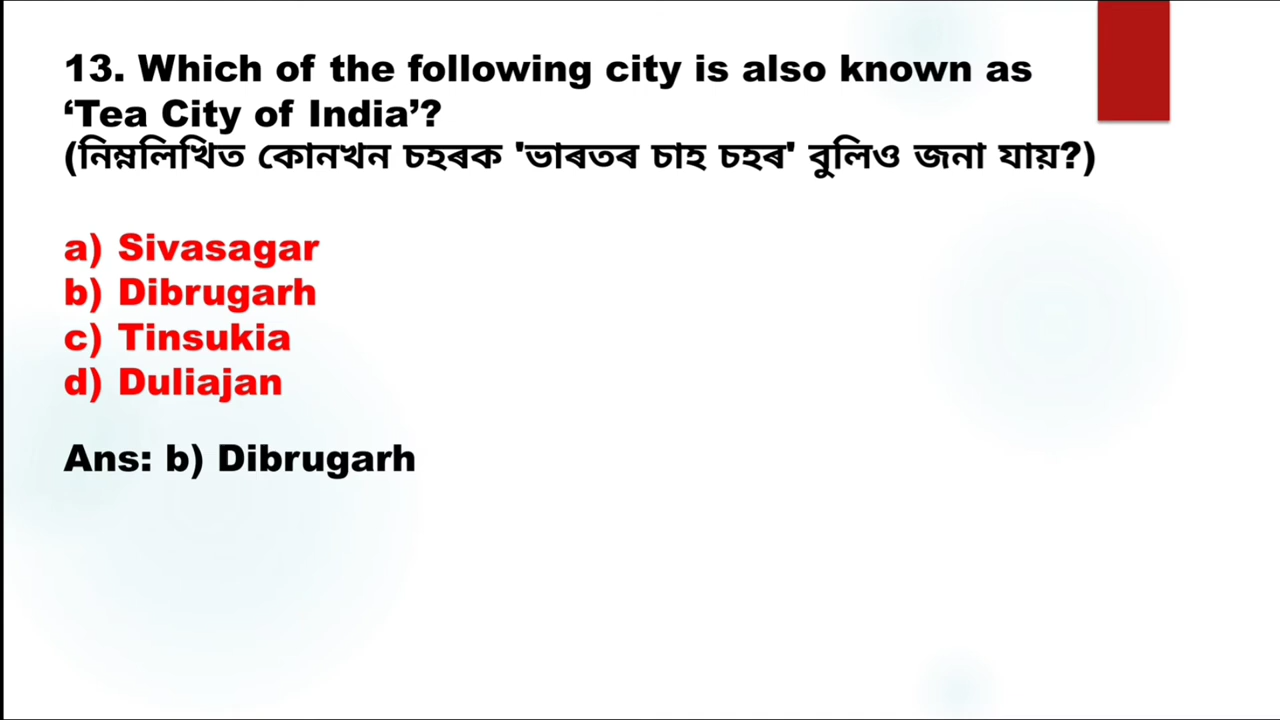 13. Which of the following city is also known as
‘Tea City of India’?
(নিম্নলিখিত কোনখন চহৰক 'ভাৰতৰ চাহ চহৰ' বুলিও জনা যায়?)
a) Sivasagar
b) Dibrugarh
c) Tinsukia
d) Duliajan
Ans: b) Dibrugarh